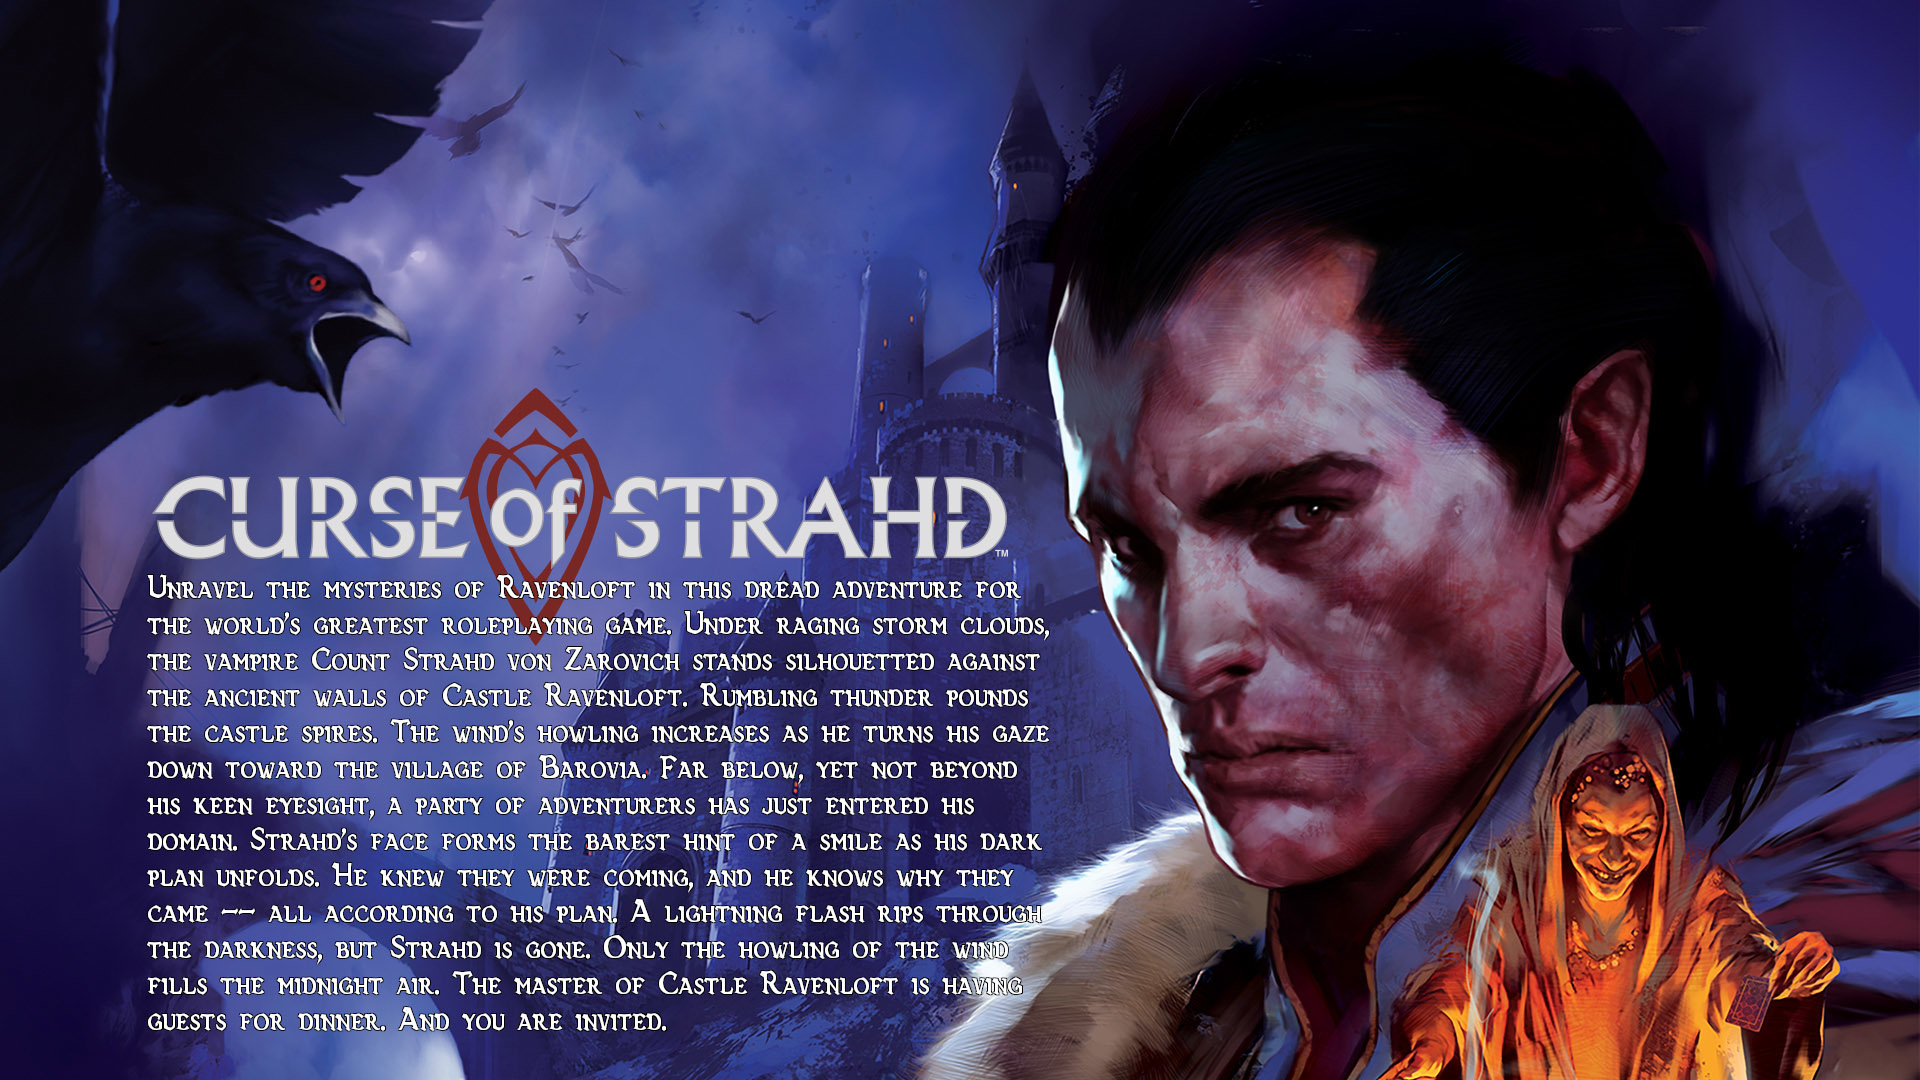 CURSE of STRAHD™
Unravel the mysteries of Ravenloft in this dread adventure for
the world's greatest roleplaying game. Under raging storm clouds,
the vampire Count Strahd von Zarovich stands silhouetted against
the ancient walls of Castle Ravenloft. Rumbling thunder pounds
the castle spires. The wind's howling increases as he turns his gaze
down toward the village of Barovia. Far below, yet not beyond
his keen eyesight, a party of adventurers has just entered his
domain. Strahd's face forms the barest hint of a smile as his dark
plan unfolds. He knew they were coming, and he knows why they
came -- all according to his plan. A lightning flash rips through
the darkness, but Strahd is gone. Only the howling of the wind
fills the midnight air. The master of Castle Ravenloft is having
guests for dinner. And you are invited.